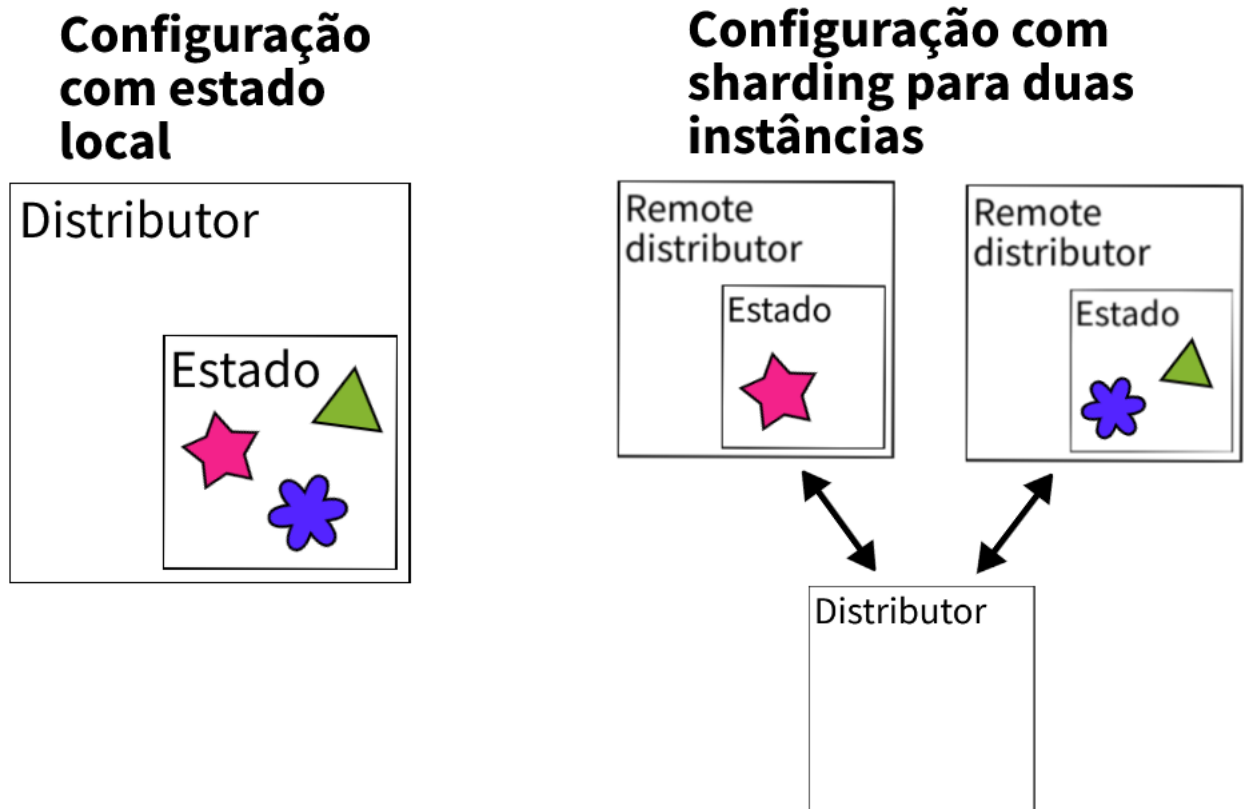 Configuração
com estado
local
Distributor
Estado
Configuração com
sharding para duas
instâncias
Remote
distributor
Estado
Remote
distributor
Estado
Distributor